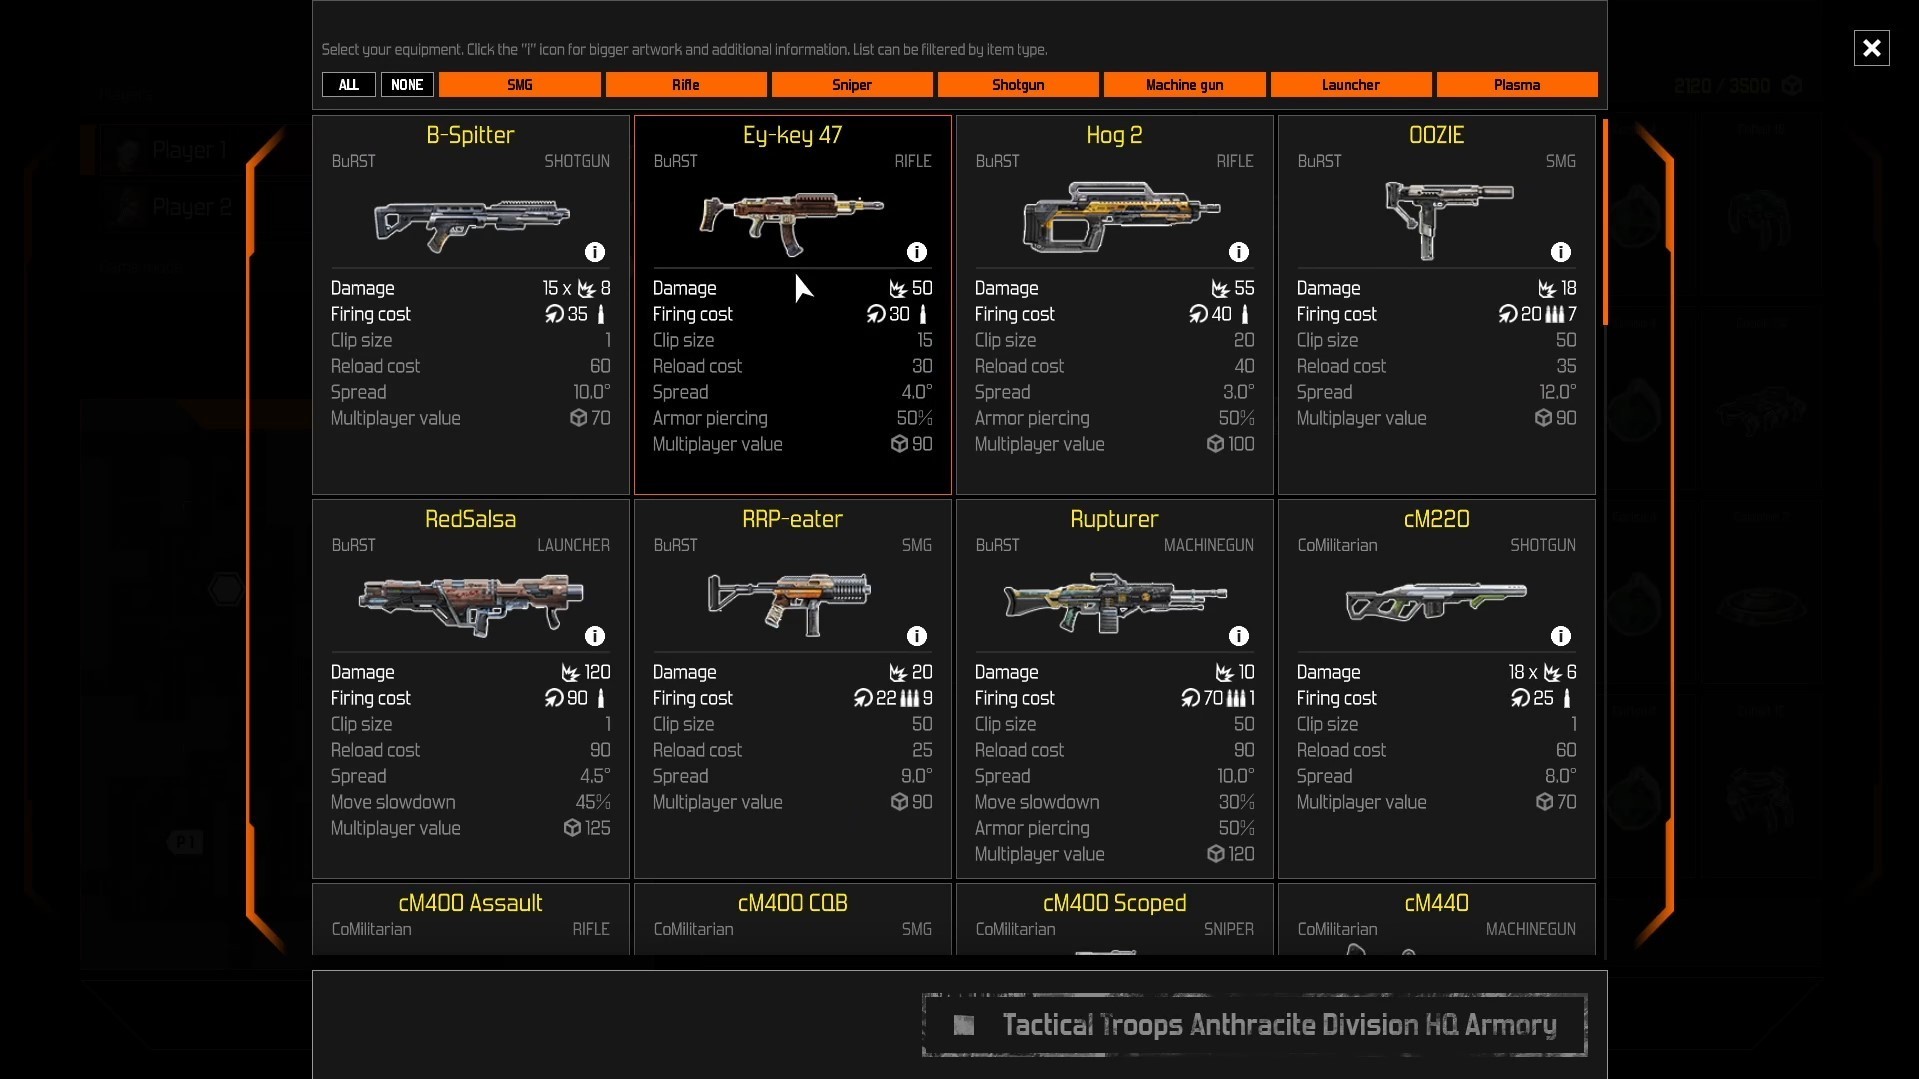 Select your equipment. Click the "i" icon for bigger artwork and additional information. List can be filtered by item type.
ALL NONE SMG Rifle Sniper Shotgun Machine gun Launcher Plasma
2120 / 3500
Player 1
Player 2
B-Spitter
BuRST SHOTGUN
i
Damage 15 x 8
Firing cost 35
Clip size 1
Reload cost 60
Spread 10.0°
Multiplayer value 70
Ey-key 47
BuRST RIFLE
i
Damage 50
Firing cost 30
Clip size 15
Reload cost 30
Spread 4.0°
Armor piercing 50%
Multiplayer value 90
Hog 2
BuRST RIFLE
i
Damage 55
Firing cost 40
Clip size 20
Reload cost 40
Spread 3.0°
Armor piercing 50%
Multiplayer value 100
OOZIE
BuRST SMG
i
Damage 18
Firing cost 20 7
Clip size 50
Reload cost 35
Spread 12.0°
Multiplayer value 90
RedSalsa
BuRST LAUNCHER
i
Damage 120
Firing cost 90
Clip size 1
Reload cost 90
Spread 4.5°
Move slowdown 45%
Multiplayer value 125
RRP-eater
BuRST SMG
i
Damage 20
Firing cost 22 9
Clip size 50
Reload cost 25
Spread 9.0°
Multiplayer value 90
Rupturer
BuRST MACHINEGUN
i
Damage 10
Firing cost 70 1
Clip size 50
Reload cost 90
Spread 10.0°
Move slowdown 30%
Armor piercing 50%
Multiplayer value 120
cM220
CoMilitarian SHOTGUN
i
Damage 18 x 6
Firing cost 25
Clip size 1
Reload cost 60
Spread 8.0°
Multiplayer value 70
P1
cM400 Assault
CoMilitarian RIFLE
cM400 CQB
CoMilitarian SMG
cM400 Scoped
CoMilitarian SNIPER
cM440
CoMilitarian MACHINEGUN
Tactical Troops Anthracite Division HQ Armory